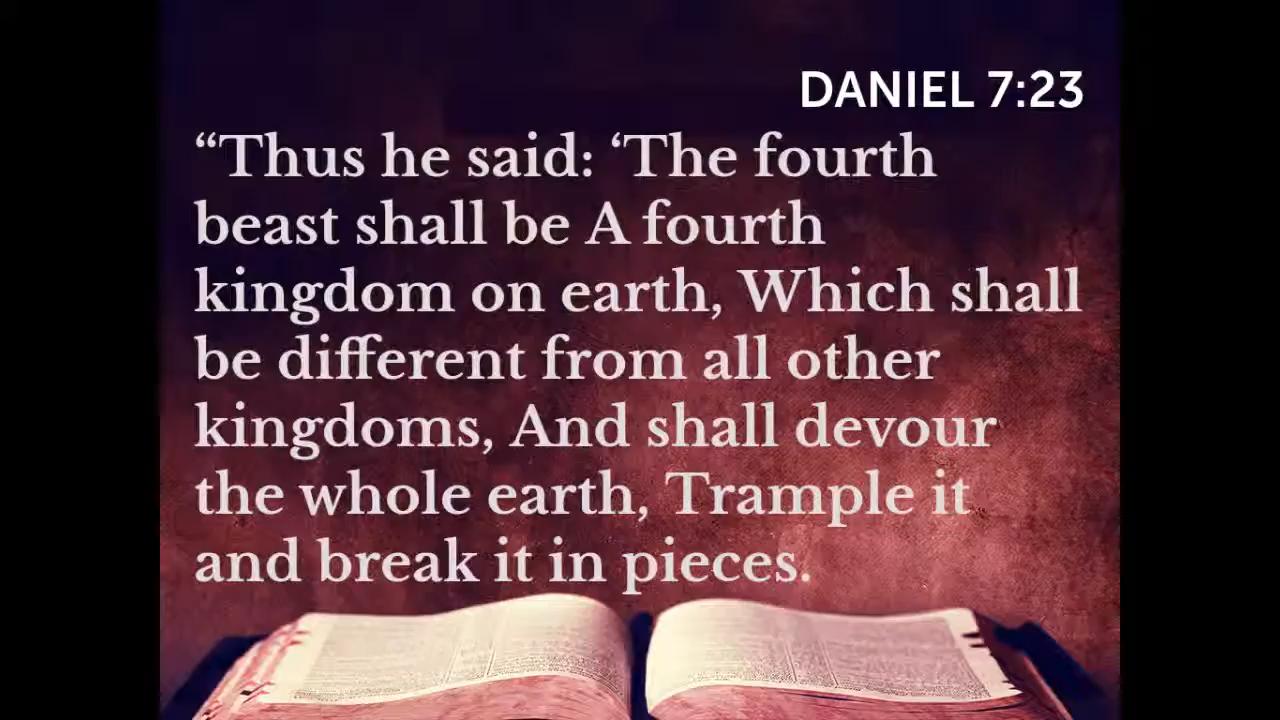 DANIEL 7:23
“Thus he said: ‘The fourth
beast shall be A fourth
kingdom on earth, Which shall
be different from all other
kingdoms, And shall devour
the whole earth, Trample it
and break it in pieces.